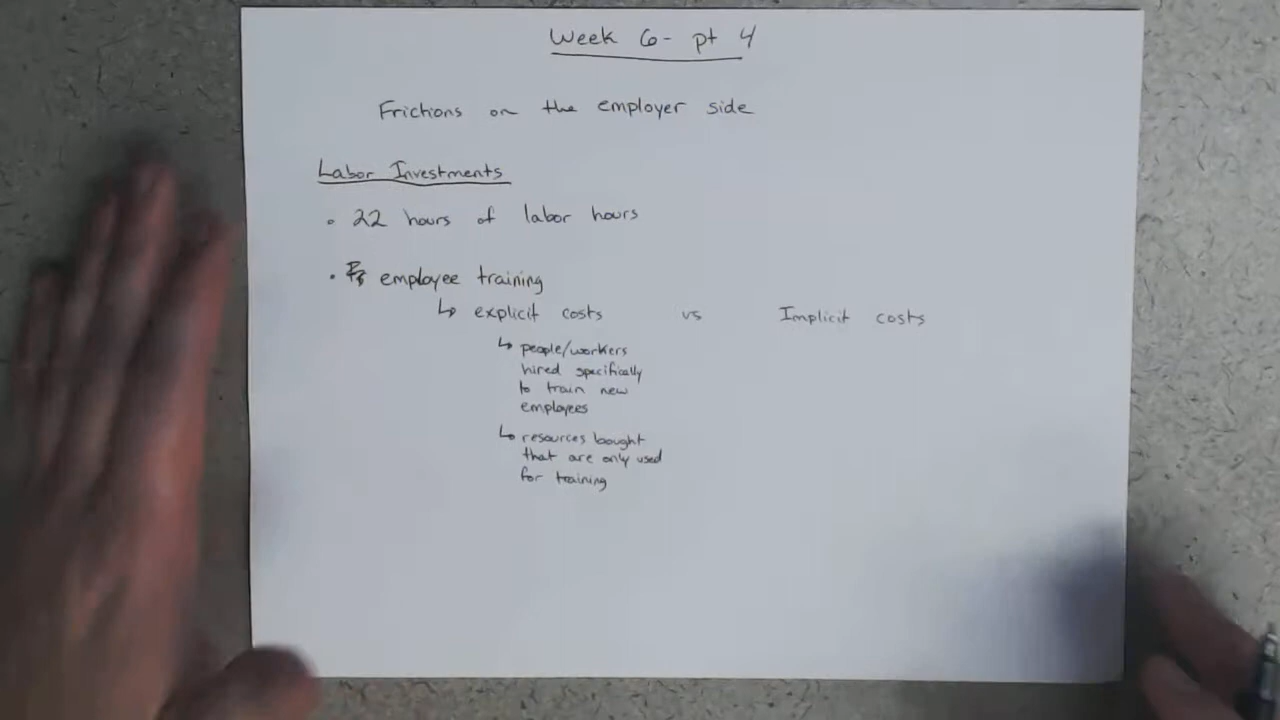 Week 6- pt 4
Frictions on the employer side
Labor Investments
• 22 hours of labor hours
• employee training
↳ explicit costs vs Implicit costs
↳ people/workers
hired specifically
to train new
employees
↳ resources bought
that are only used
for training